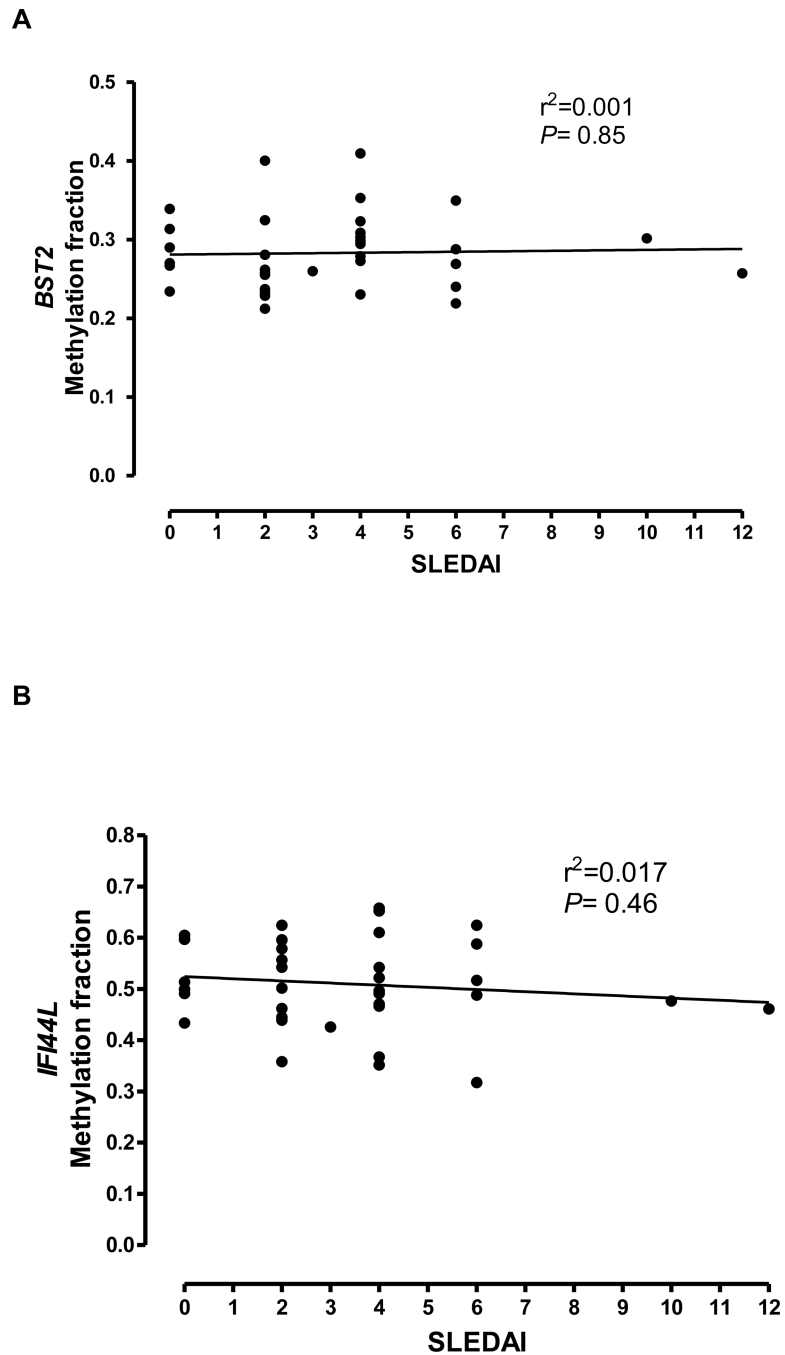 A
r²=0.001
P= 0.85
0.5
0.4
0.3
0.2
0.1
0.0
BST2
Methylation fraction
0 1 2 3 4 5 6 7 8 9 10 11 12
SLEDAI
B
r²=0.017
P= 0.46
0.8
0.7
0.6
0.5
0.4
0.3
0.2
0.1
0.0
IFI44L
Methylation fraction
0 1 2 3 4 5 6 7 8 9 10 11 12
SLEDAI